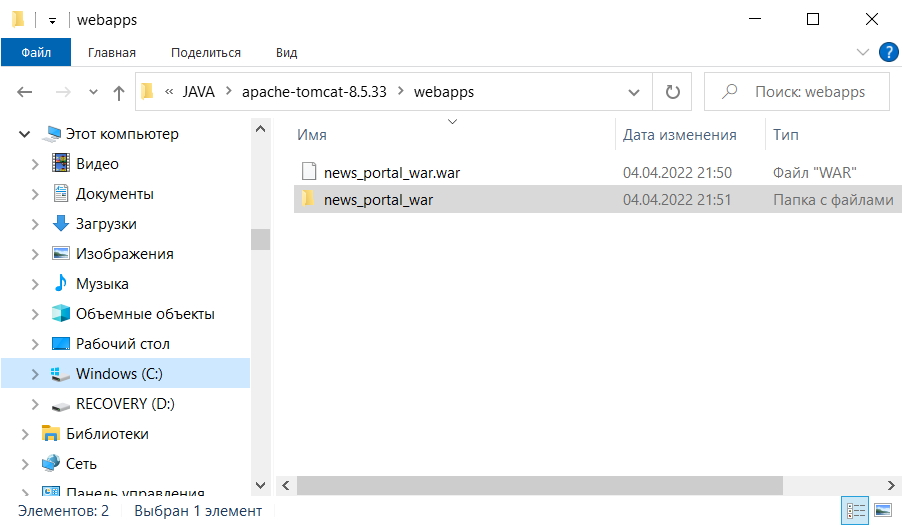 webapps
Файл Главная Поделиться Вид
« JAVA apache-tomcat-8.5.33 webapps Поиск: webapps
Имя Дата изменения Тип
Этот компьютер
Видео
Документы
Загрузки
Изображения
Музыка
Объемные объекты
Рабочий стол
Windows (C:)
RECOVERY (D:)
Библиотеки
Сеть
Панель управления
news_portal_war.war 04.04.2022 21:50 Файл "WAR"
news_portal_war 04.04.2022 21:51 Папка с файлами
Элементов: 2 Выбран 1 элемент